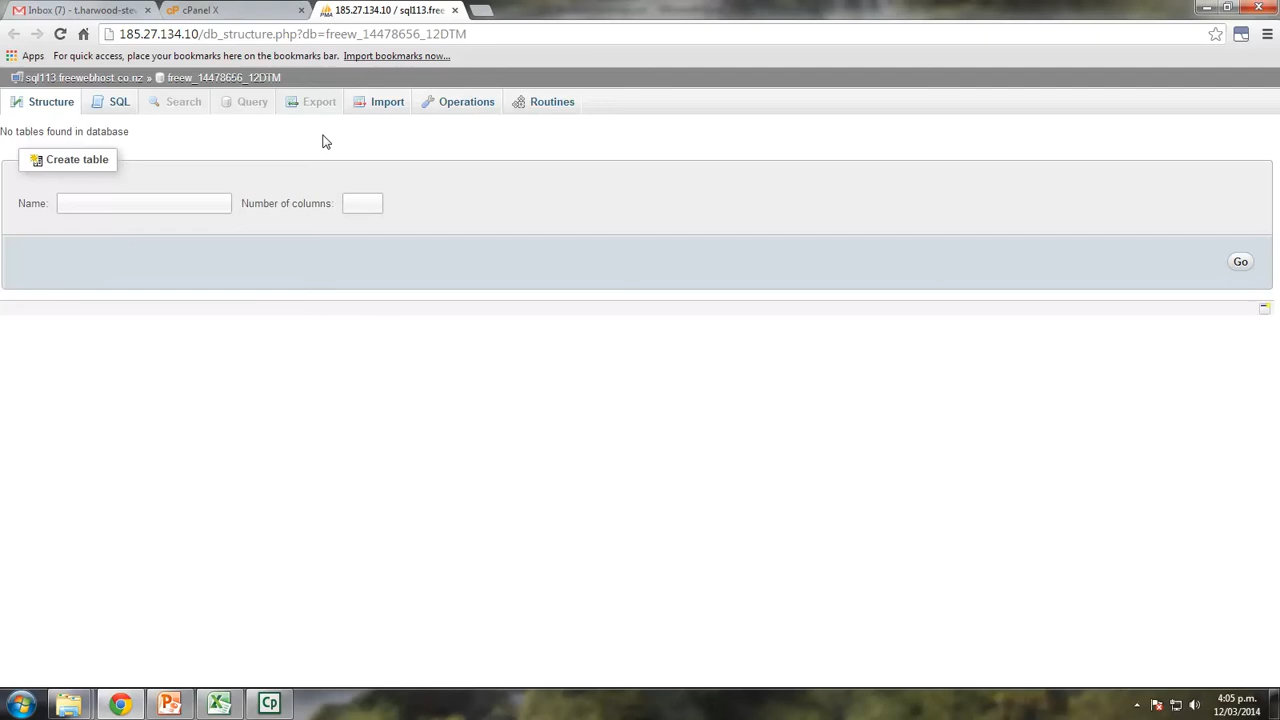 Inbox (7) - t.harwood-ste
cPanel X
185.27.134.10 / sql113.free
185.27.134.10/db_structure.php?db=freew_14478656_12DTM
Apps For quick access, place your bookmarks here on the bookmarks bar. Import bookmarks now...
sql113.freewebhost.co.nz » freew_14478656_12DTM
Structure SQL Search Query Export Import Operations Routines
No tables found in database
Create table
Name: Number of columns:
Go
4:05 p.m.
12/03/2014